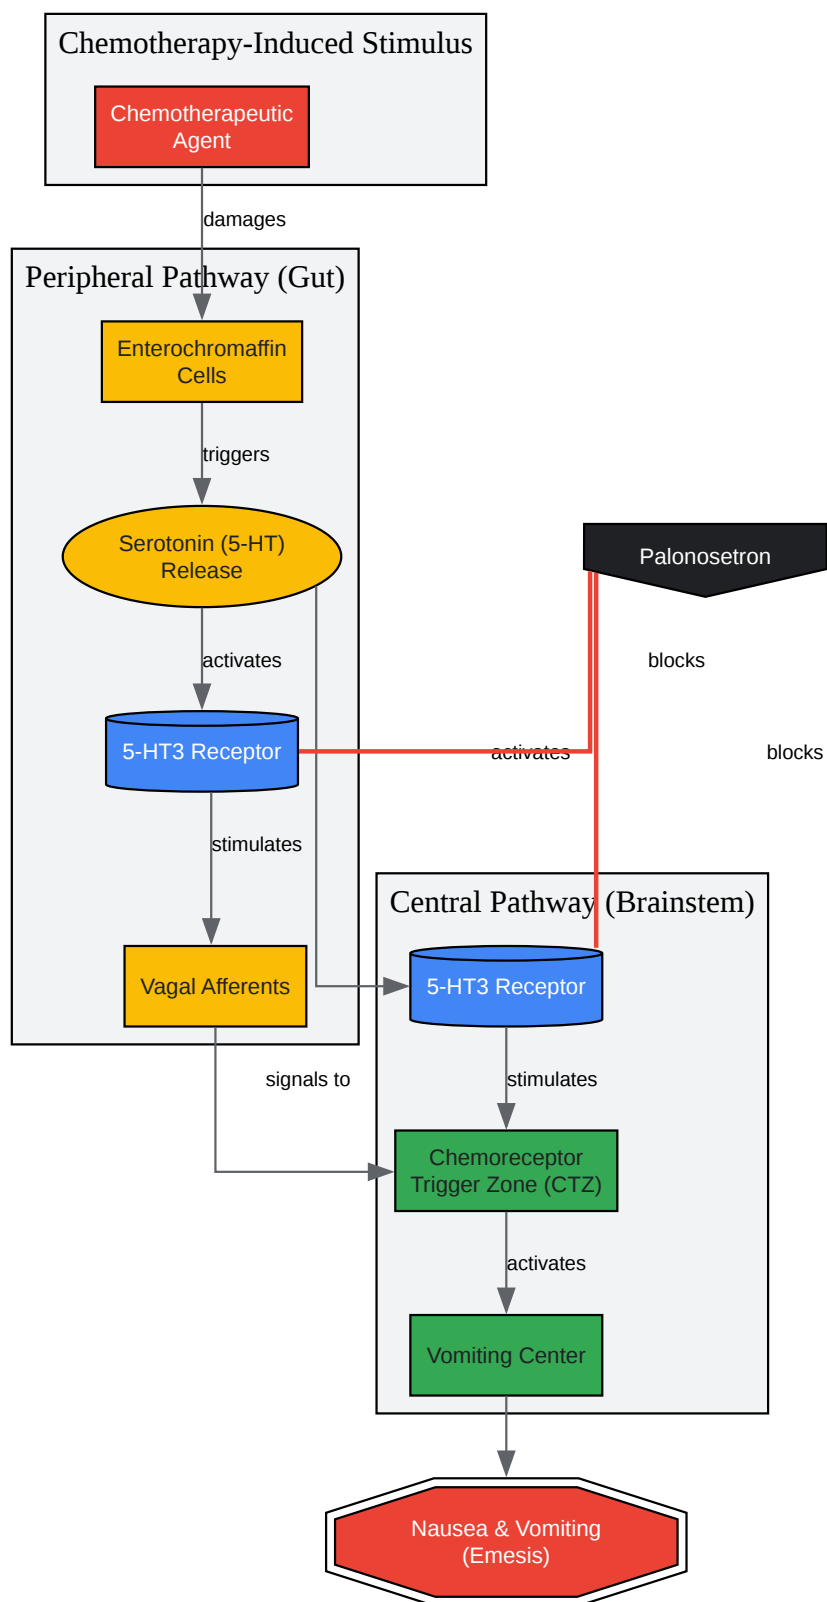 Chemotherapy-Induced Stimulus
Chemotherapeutic
Agent
damages
Peripheral Pathway (Gut)
Enterochromaffin
Cells
triggers
Serotonin (5-HT)
Release
Palonosetron
activates
blocks
5-HT3 Receptor
activates
blocks
stimulates
Central Pathway (Brainstem)
Vagal Afferents
5-HT3 Receptor
signals to
stimulates
Chemoreceptor
Trigger Zone (CTZ)
activates
Vomiting Center
Nausea & Vomiting
(Emesis)